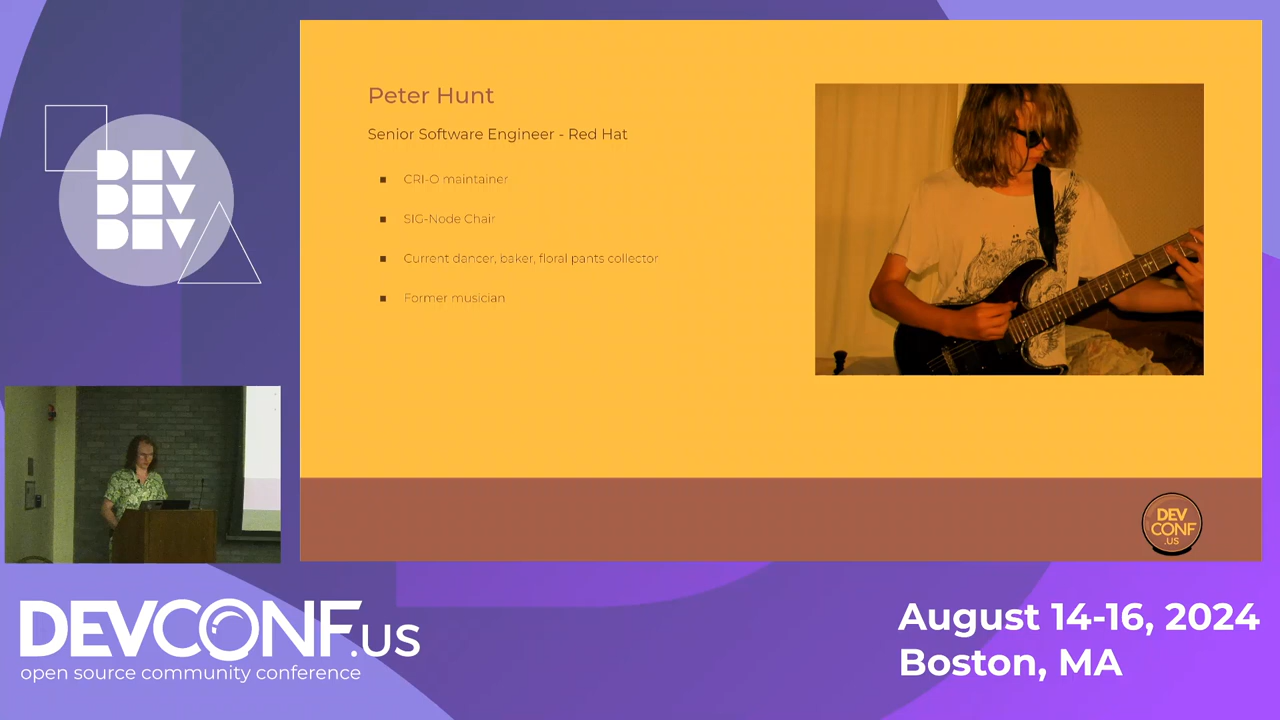 Peter Hunt
Senior Software Engineer - Red Hat
CRI-O maintainer
SIG-Node Chair
Current dancer, baker, floral pants collector
Former musician
DEV
DEV
DEV
DEV
CONF
.US
DEVCONF.US
open source community conference
August 14-16, 2024
Boston, MA